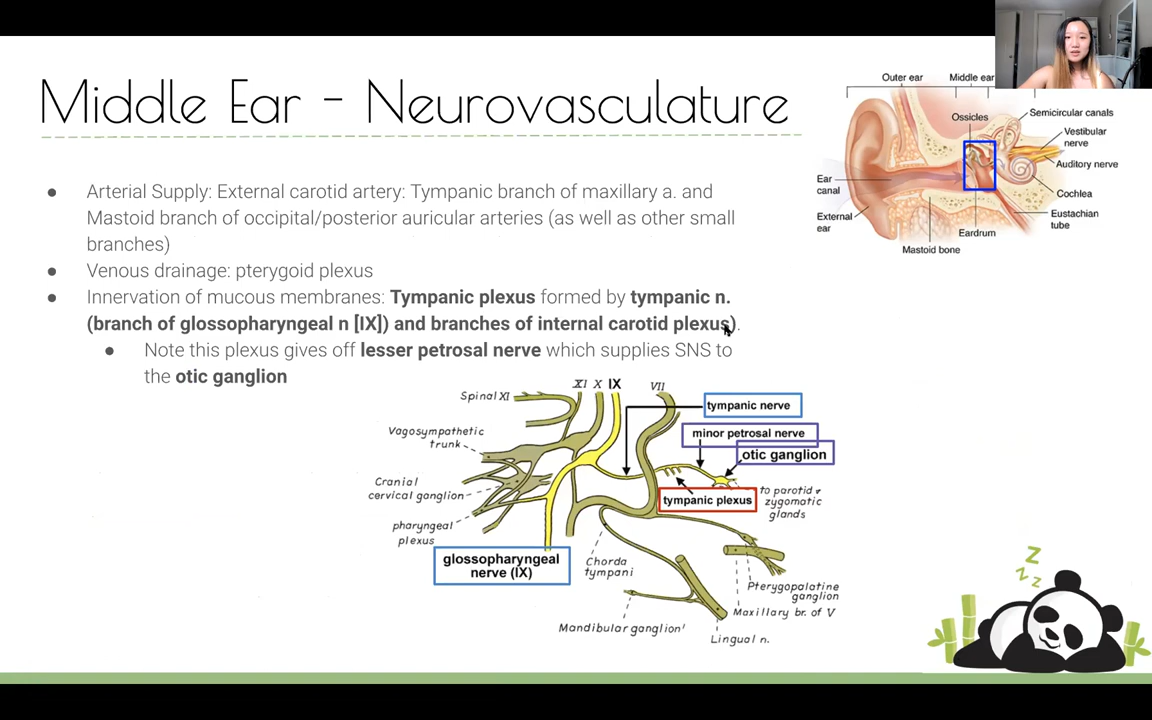 Middle Ear - Neurovasculature
● Arterial Supply: External carotid artery: Tympanic branch of maxillary a. and
Mastoid branch of occipital/posterior auricular arteries (as well as other small
branches)
● Venous drainage: pterygoid plexus
● Innervation of mucous membranes: Tympanic plexus formed by tympanic n.
(branch of glossopharyngeal n [IX]) and branches of internal carotid plexus).
● Note this plexus gives off lesser petrosal nerve which supplies SNS to
the otic ganglion
Outer ear
Middle ear
Ossicles
Semicircular canals
Vestibular
nerve
Auditory nerve
Ear
canal
Cochlea
External
ear
Eustachian
tube
Eardrum
Mastoid bone
XI X IX VII
Spinal XI
tympanic nerve
Vagosympathetic
trunk
minor petrosal nerve
otic ganglion
Cranial
cervical ganglion
to parotid &
zygomatic
glands
tympanic plexus
pharyngeal
plexus
glossopharyngeal
nerve (IX)
Chorda
tympani
Pterygopalatine
ganglion
Maxillary br. of V
Mandibular ganglion
Lingual n.
Z
Z
Z